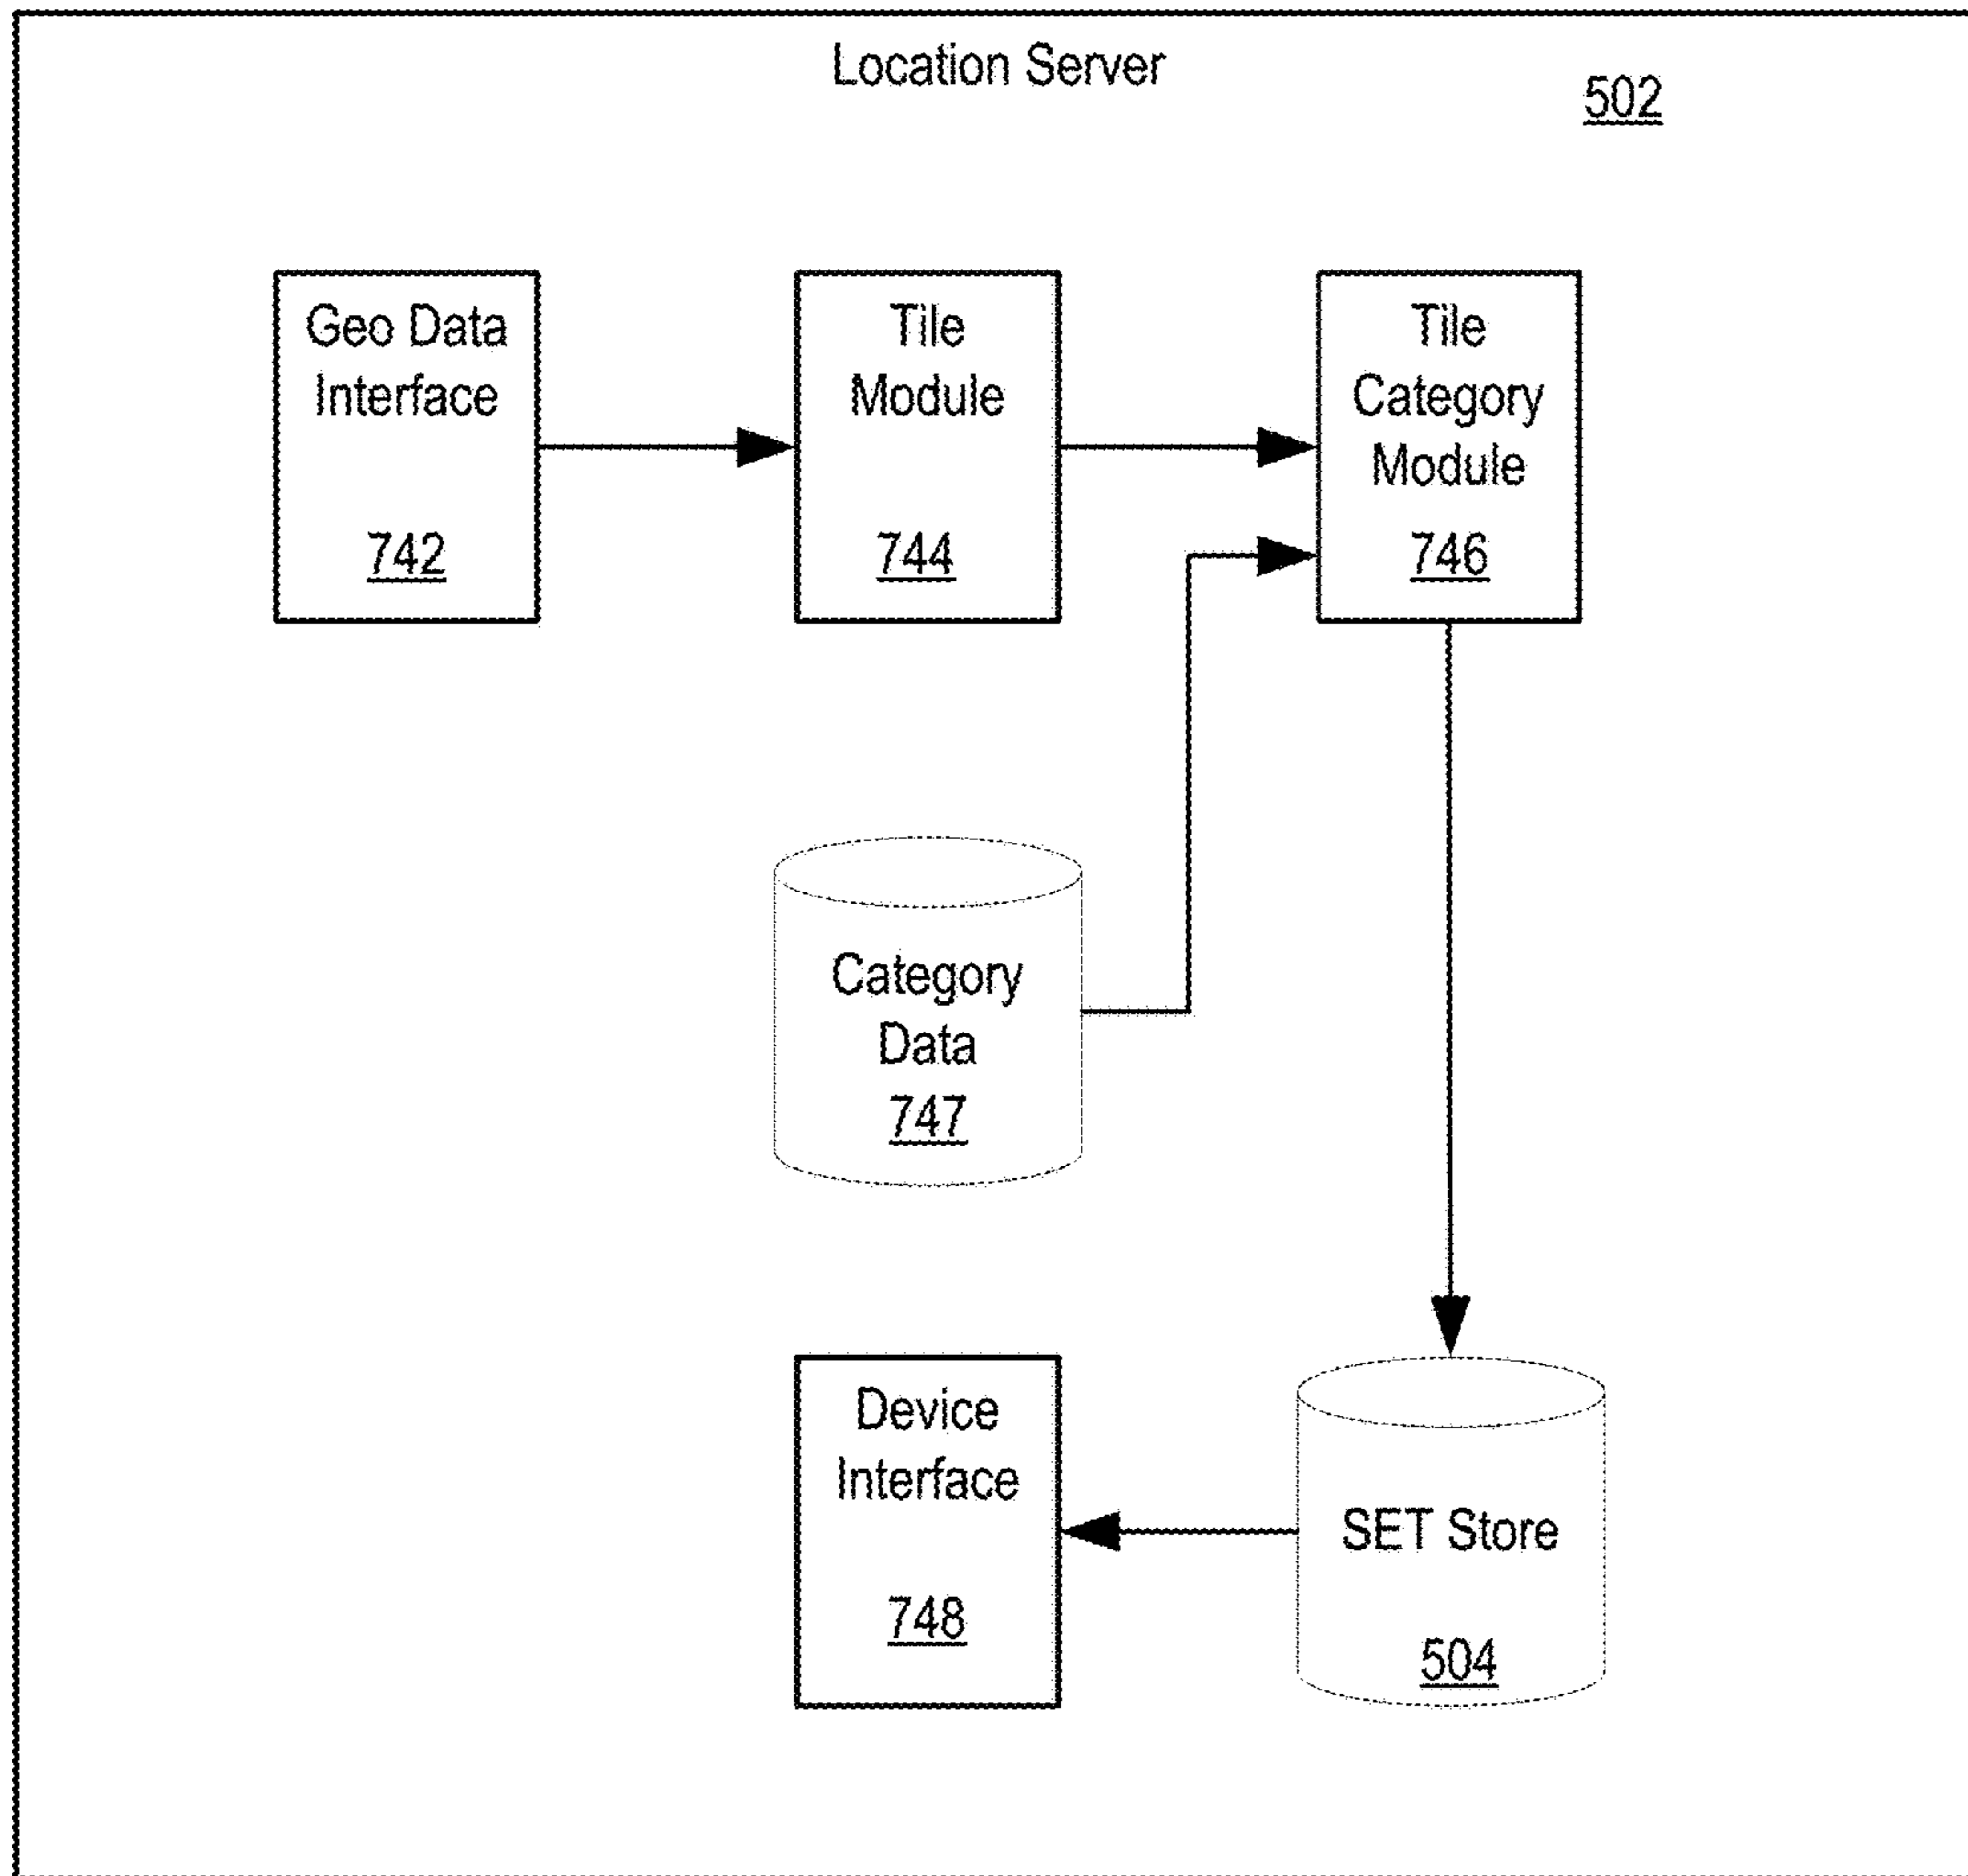 Location Server
502
Geo Data
Interface
742
Tile
Module
744
Tile
Category
Module
746
Category
Data
747
Device
Interface
748
SET Store
504